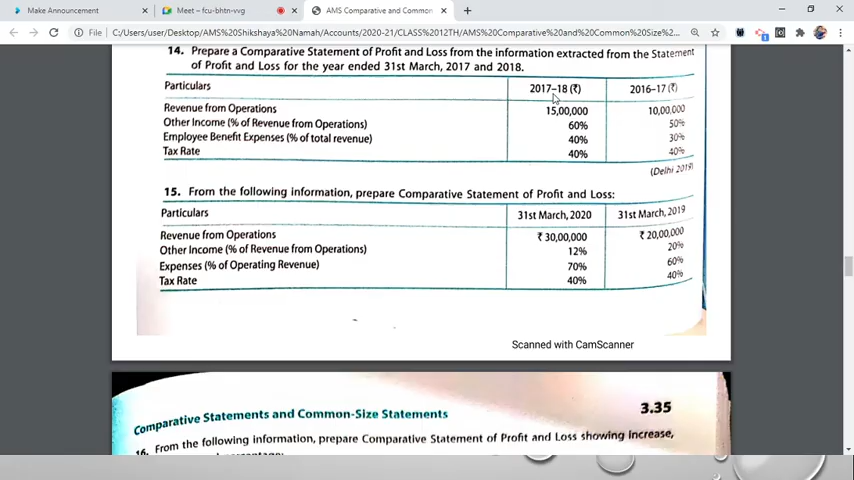 Make Announcement
Meet – fcu-bhtn-vvg
AMS Comparative and Common
File | C:/Users/user/Desktop/AMS%20Shikshaya%20Namah/Accounts/2020-21/CLASS%2012TH/AMS%20Comparative%20and%20Common%20Size%2...
14. Prepare a Comparative Statement of Profit and Loss from the information extracted from the Statement
of Profit and Loss for the year ended 31st March, 2017 and 2018.
Particulars 2017–18 (₹) 2016–17 (₹)
Revenue from Operations 15,00,000 10,00,000
Other Income (% of Revenue from Operations) 60% 50%
Employee Benefit Expenses (% of total revenue) 40% 30%
Tax Rate 40% 40%
(Delhi 2019)
15. From the following information, prepare Comparative Statement of Profit and Loss:
Particulars 31st March, 2020 31st March, 2019
Revenue from Operations ₹ 30,00,000 ₹ 20,00,000
Other Income (% of Revenue from Operations) 12% 20%
Expenses (% of Operating Revenue) 70% 60%
Tax Rate 40% 40%
Scanned with CamScanner
Comparative Statements and Common-Size Statements 3.35
16. From the following information, prepare Comparative Statement of Profit and Loss showing increase,